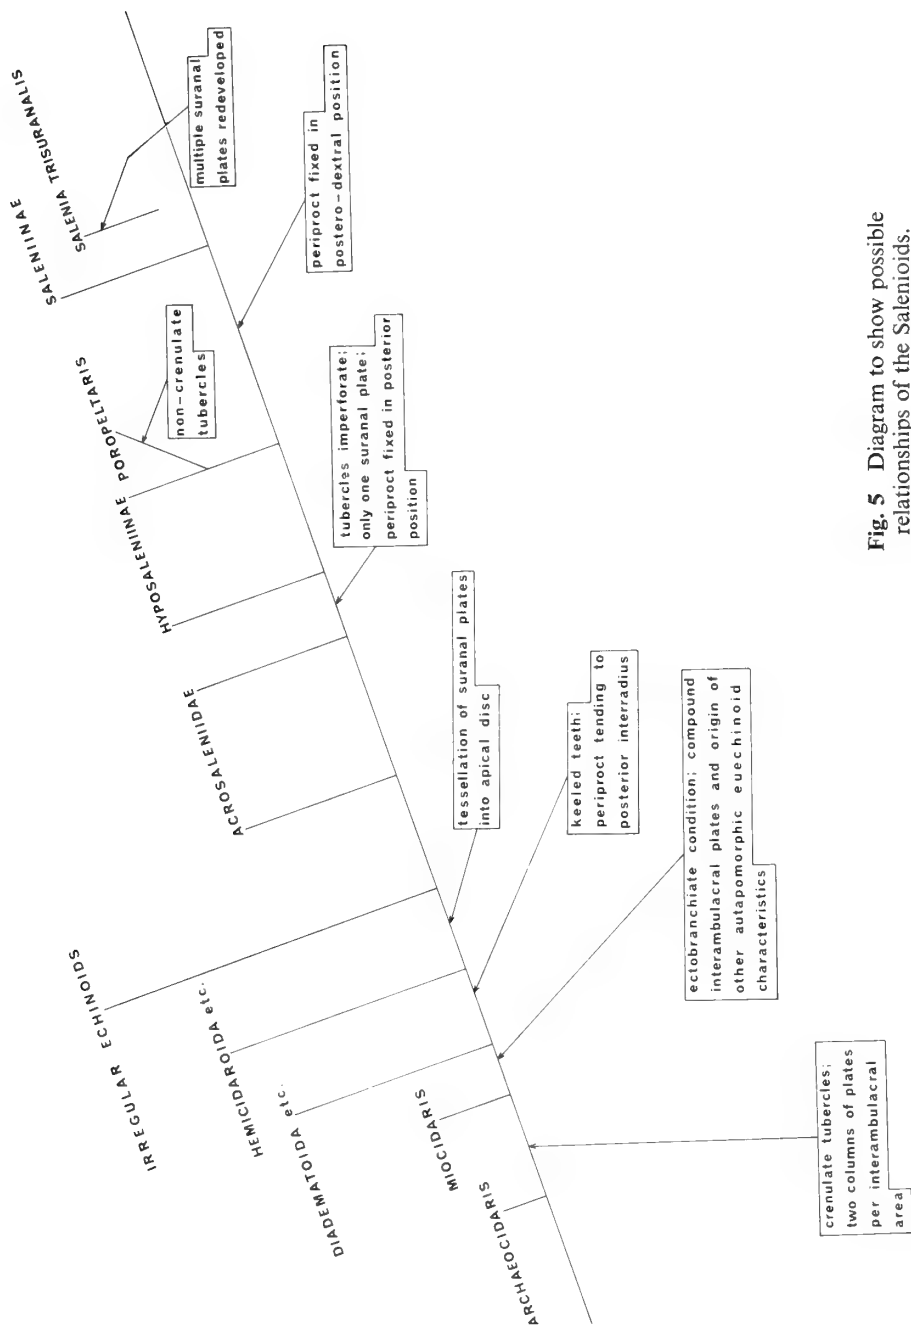 ARCHAEOCIDARIS
MIOCIDARIS
DIADEMATOIDA etc.
HEMICIDAROIDA etc.
IRREGULAR ECHINOIDS
ACROSALENIIDAE
HYPOSALENIINAE
POROPELTARIS
SALENIINAE
SALENIA TRISURANALIS
crenulate tubercles;
two columns of plates
per interambulacral
area
ectobranchiate condition; compound
interambulacral plates and origin of
other autapomorphic euechinoid
characteristics
keeled teeth;
periproct tending to
posterior interradius
tessellation of suranal plates
into apical disc
tubercles imperforate;
only one suranal plate;
periproct fixed in posterior
position
non-crenulate
tubercles
periproct fixed in
postero-dextral position
multiple suranal
plates redeveloped
Fig. 5 Diagram to show possible
relationships of the Salenioids.